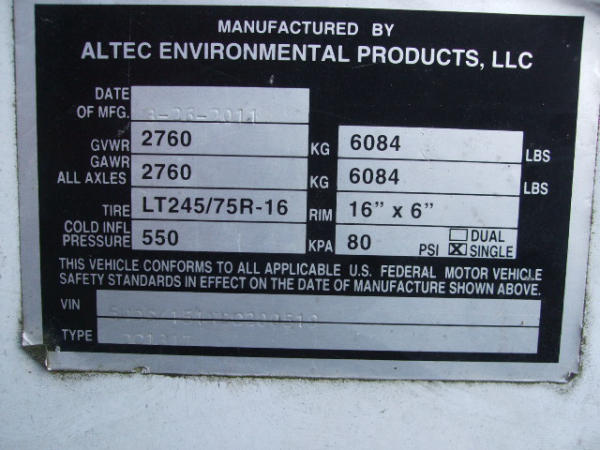 MANUFACTURED BY
ALTEC ENVIRONMENTAL PRODUCTS, LLC
DATE OF MFG.
GVWR 2760 KG 6084 LBS
GAWR ALL AXLES 2760 KG 6084 LBS
TIRE LT245/75R-16 RIM 16” x 6”
COLD INFL PRESSURE 550 KPA 80 PSI DUAL SINGLE
THIS VEHICLE CONFORMS TO ALL APPLICABLE U.S. FEDERAL MOTOR VEHICLE
SAFETY STANDARDS IN EFFECT ON THE DATE OF MANUFACTURE SHOWN ABOVE.
VIN
TYPE